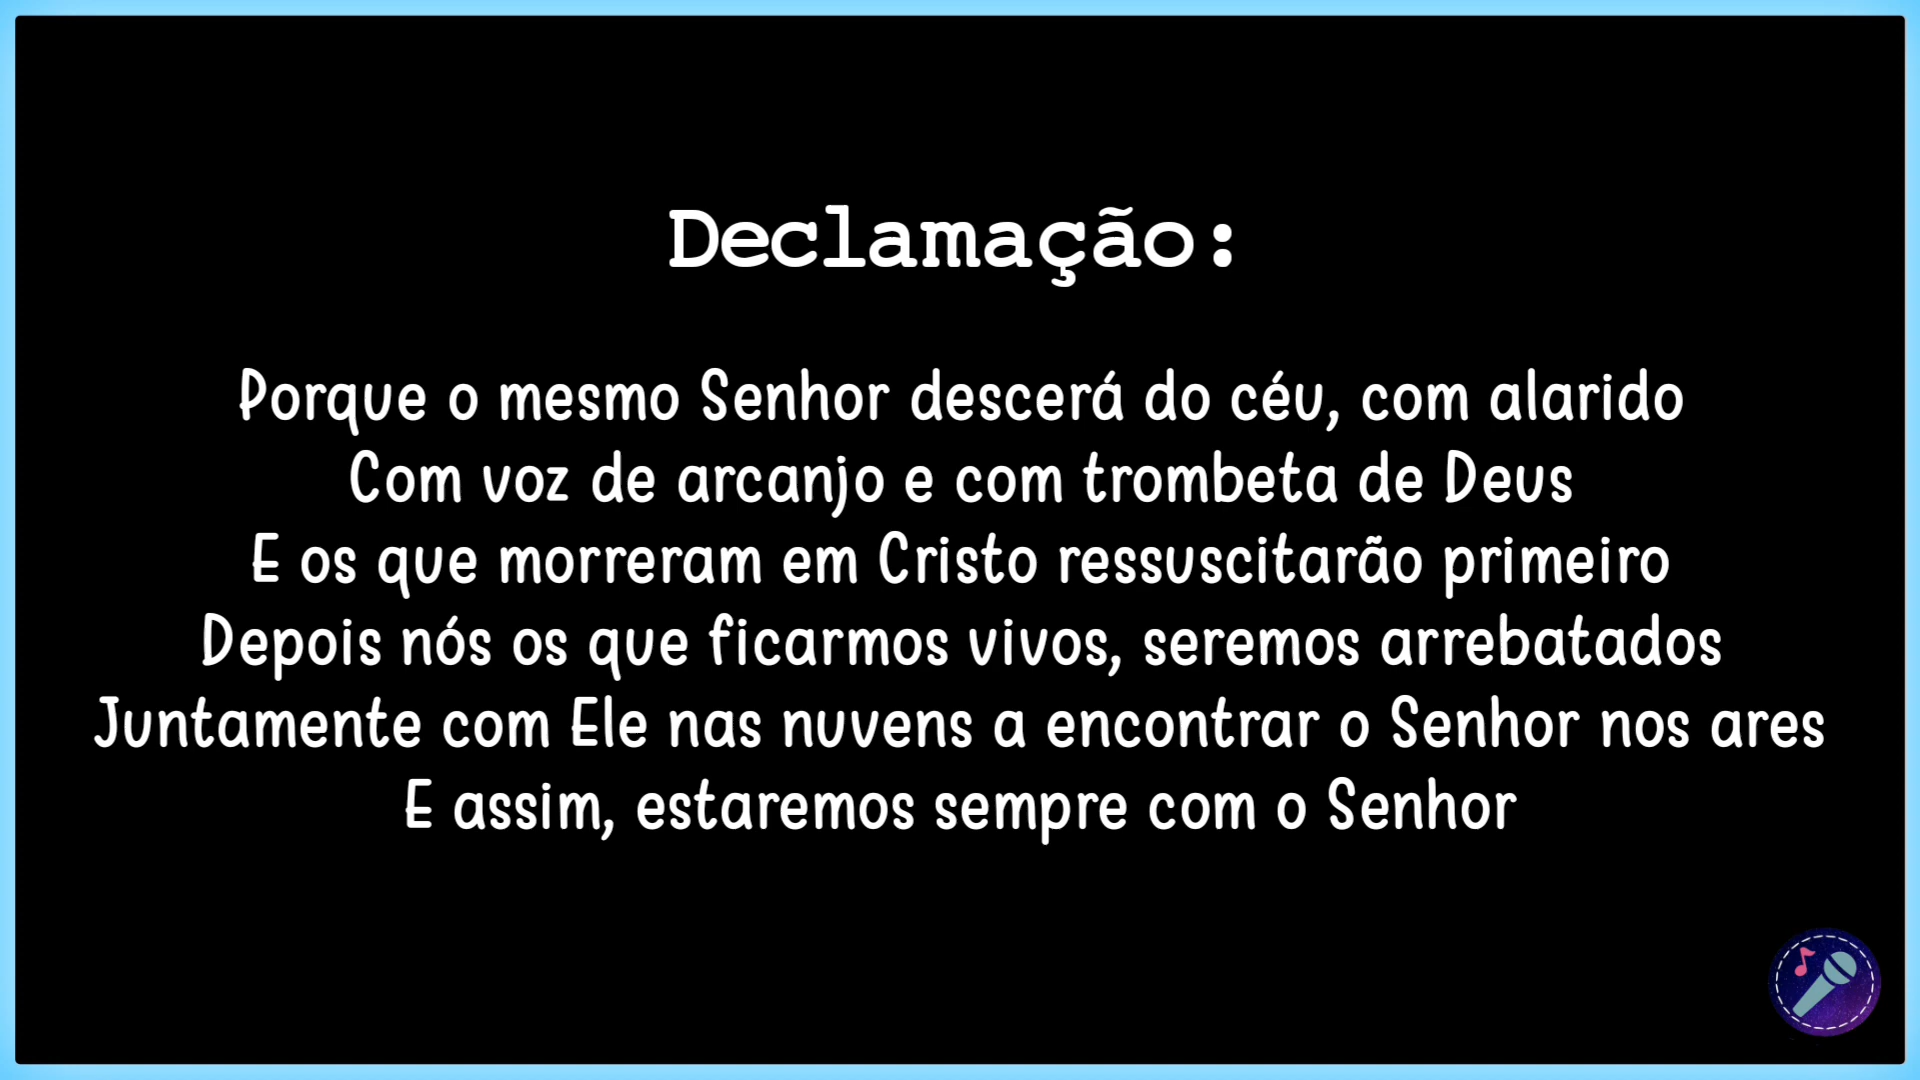 Declamação:
Porque o mesmo Senhor descerá do céu, com alarido
Com voz de arcanjo e com trombeta de Deus
E os que morreram em Cristo ressuscitarão primeiro
Depois nós os que ficarmos vivos, seremos arrebatados
Juntamente com Ele nas nuvens a encontrar o Senhor nos ares
E assim, estaremos sempre com o Senhor